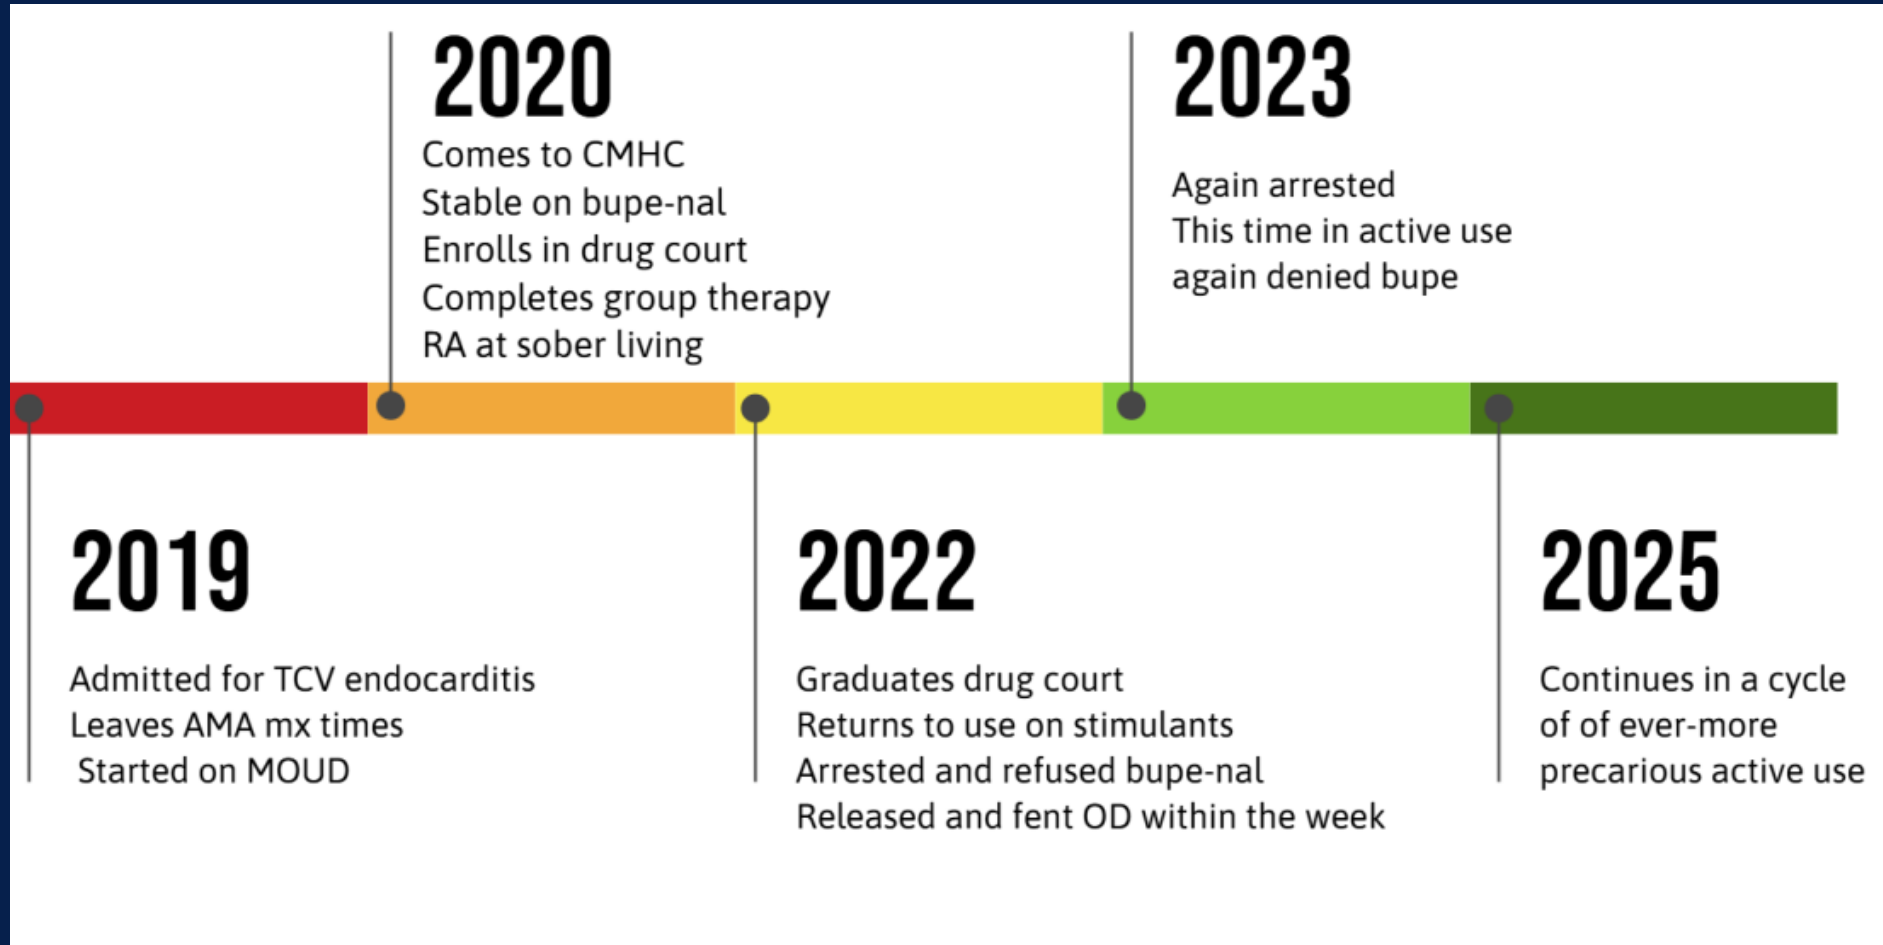 2020
Comes to CMHC
Stable on bupe-nal
Enrolls in drug court
Completes group therapy
RA at sober living
2023
Again arrested
This time in active use
again denied bupe
2019
Admitted for TCV endocarditis
Leaves AMA mx times
Started on MOUD
2022
Graduates drug court
Returns to use on stimulants
Arrested and refused bupe-nal
Released and fent OD within the week
2025
Continues in a cycle
of of ever-more
precarious active use